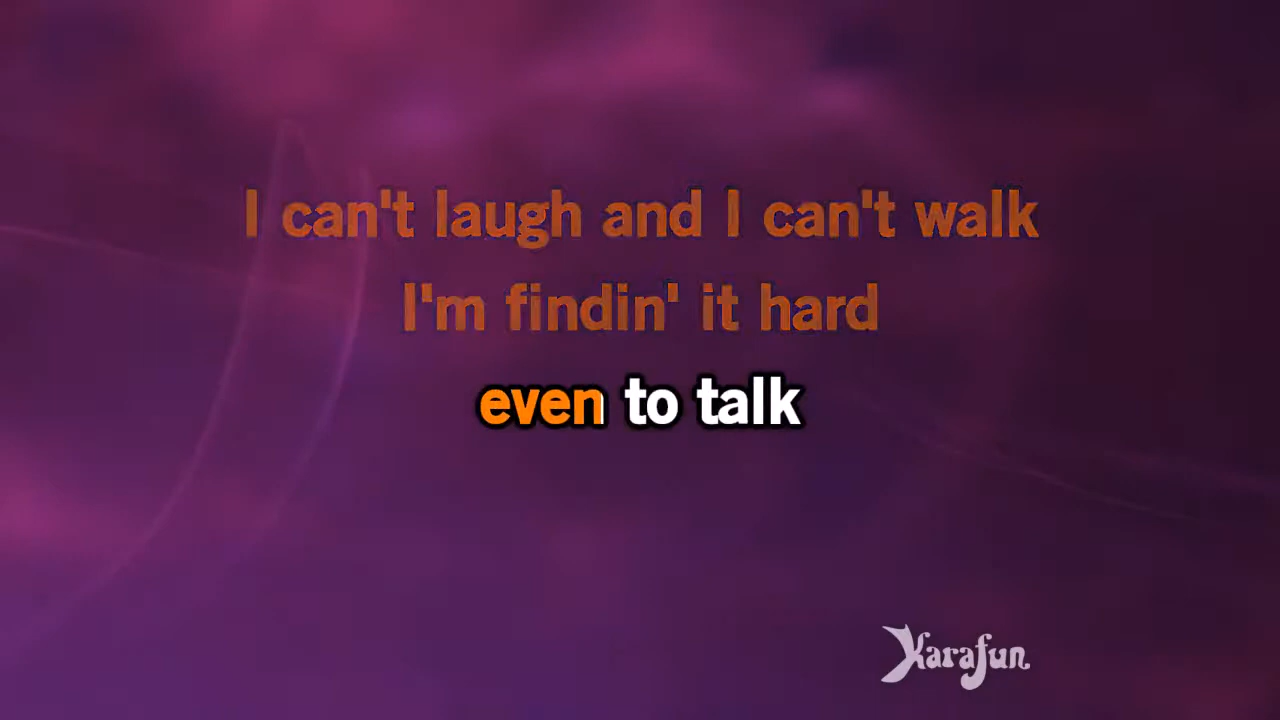 I can't laugh and I can't walk
I'm findin' it hard
even to talk
Karafun